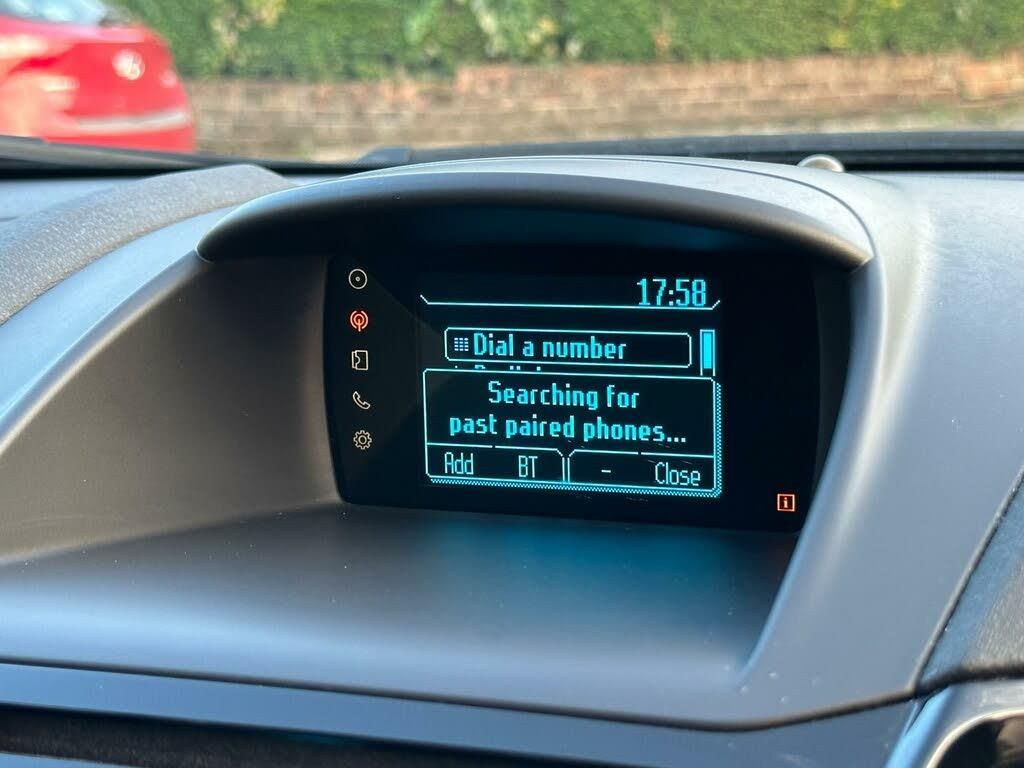 17:58
Dial a number
Searching for
past paired phones...
Add BT - Close
i